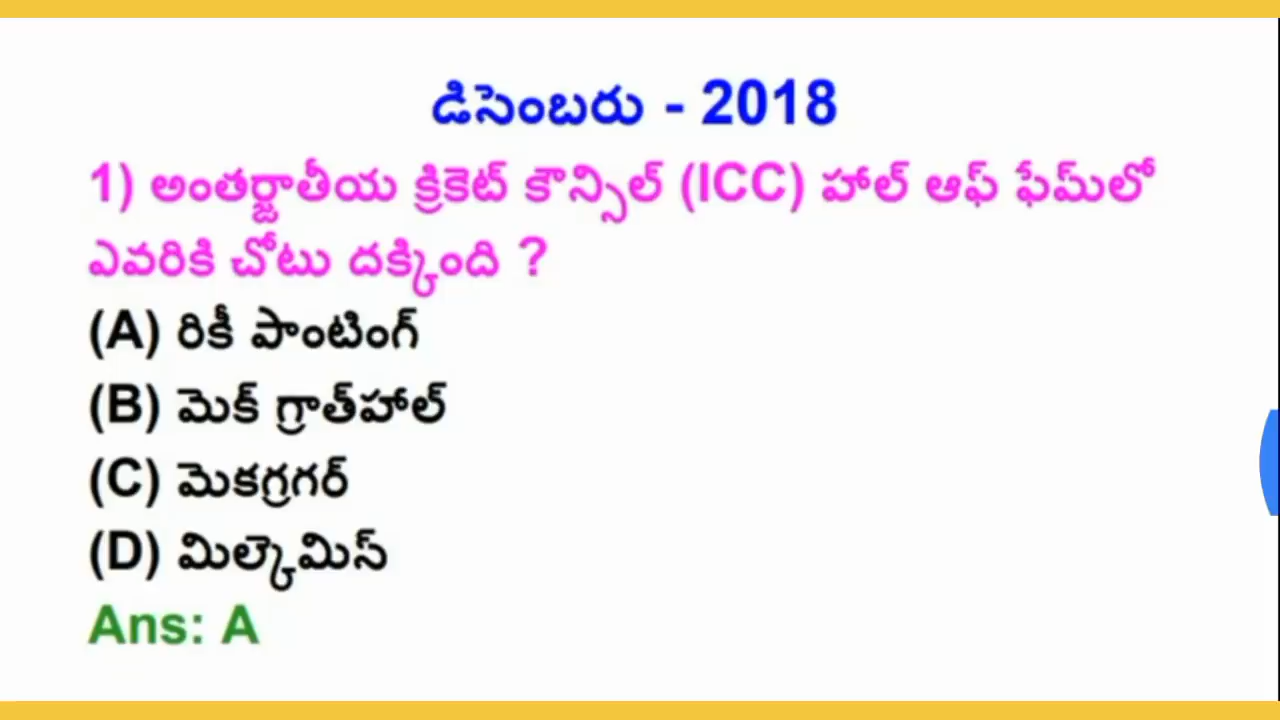 డిసెంబరు - 2018
1) అంతర్జాతీయ క్రికెట్ కౌన్సిల్ (ICC) హాల్ ఆఫ్ ఫేమ్‌లో
ఎవరికి చోటు దక్కింది ?
(A) రికీ పాంటింగ్
(B) మెక్ గ్రాత్‌హాల్
(C) మెకగ్రగర్
(D) మిల్కెమిస్
Ans: A